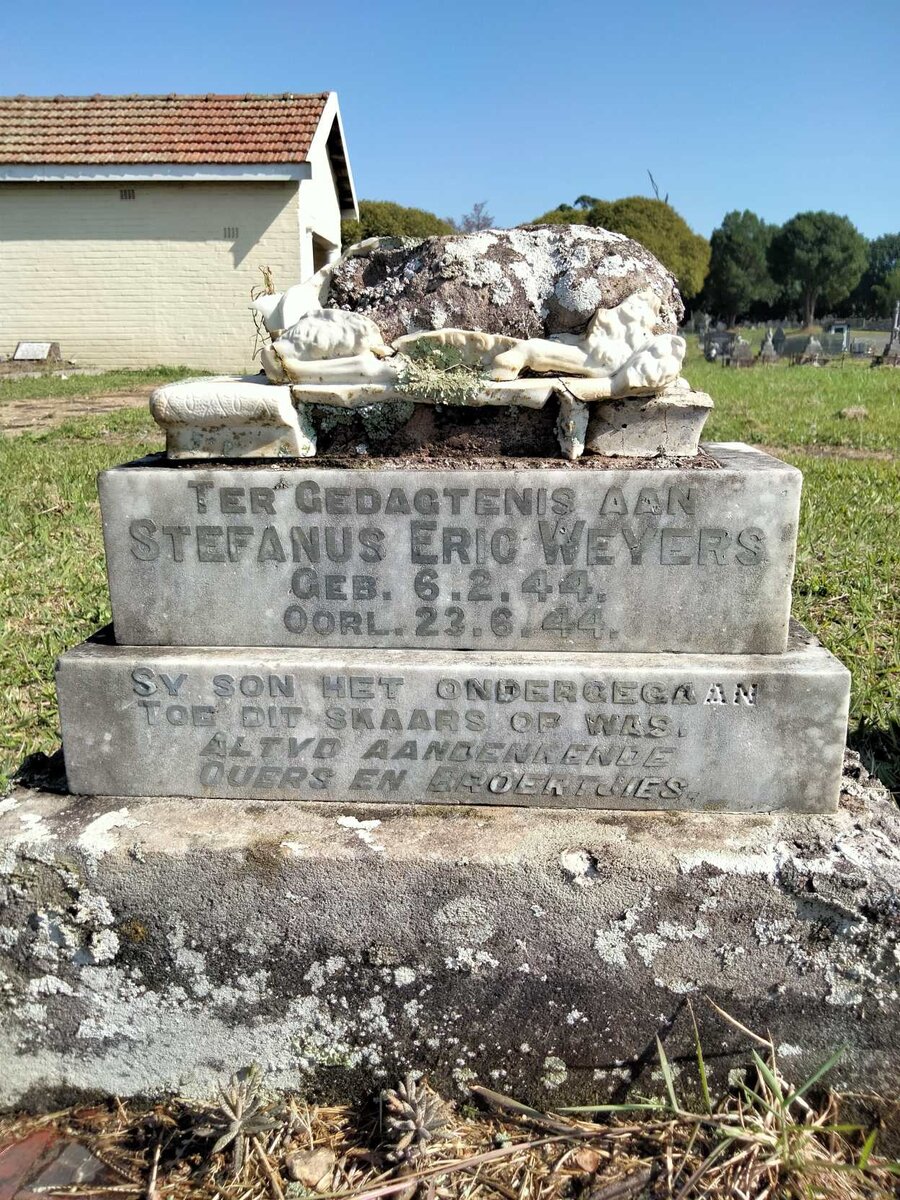 TER GEDAGTENIS AAN
STEFANUS ERIC WEYERS
GEB. 6.2.44.
OORL. 23.6.44.
SY SON HET ONDERGEGAAN
TOE DIT SKAARS OP WAS.
ALTYD AANDENKENDE
OUERS EN BROERTJIES.